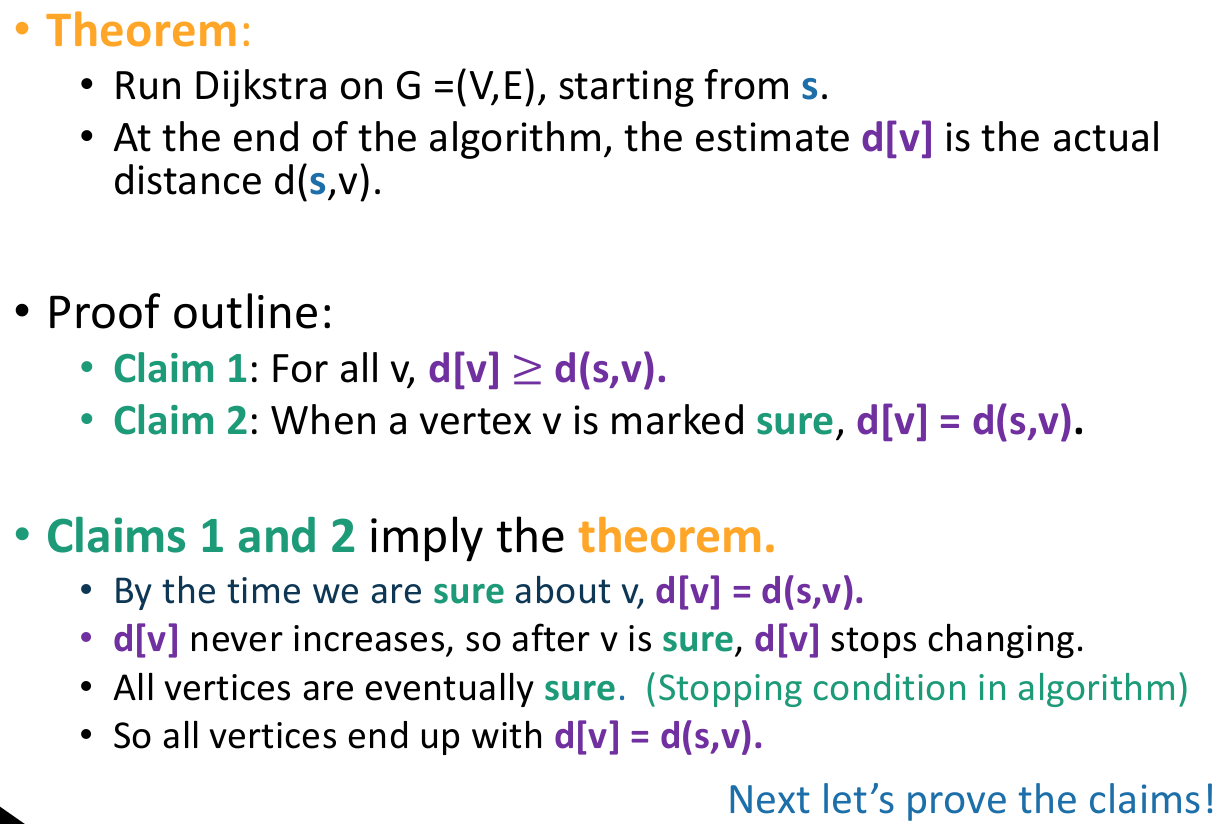 • Theorem:
• Run Dijkstra on G =(V,E), starting from s.
• At the end of the algorithm, the estimate d[v] is the actual
distance d(s,v).
• Proof outline:
• Claim 1: For all v, d[v] ≥ d(s,v).
• Claim 2: When a vertex v is marked sure, d[v] = d(s,v).
• Claims 1 and 2 imply the theorem.
• By the time we are sure about v, d[v] = d(s,v).
• d[v] never increases, so after v is sure, d[v] stops changing.
• All vertices are eventually sure. (Stopping condition in algorithm)
• So all vertices end up with d[v] = d(s,v).
Next let’s prove the claims!